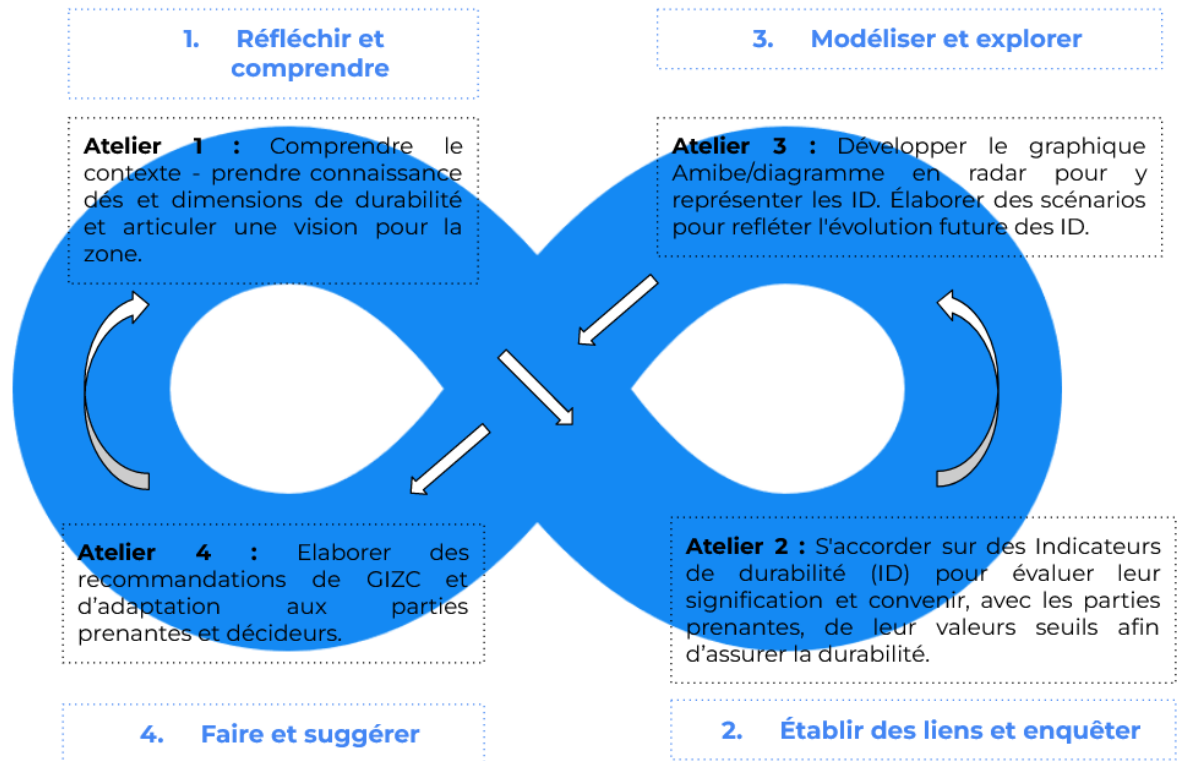 1. Réfléchir et
comprendre
Atelier 1 : Comprendre le
contexte - prendre connaissance
dés et dimensions de durabilité
et articuler une vision pour la
zone.
3. Modéliser et explorer
Atelier 3 : Développer le graphique
Amibe/diagramme en radar pour y
représenter les ID. Élaborer des scénarios
pour refléter l'évolution future des ID.
Atelier 4 : Elaborer des
recommandations de GIZC et
d’adaptation aux parties
prenantes et décideurs.
4. Faire et suggérer
Atelier 2 : S'accorder sur des Indicateurs
de durabilité (ID) pour évaluer leur
signification et convenir, avec les parties
prenantes, de leur valeurs seuils afin
d’assurer la durabilité.
2. Établir des liens et enquêter